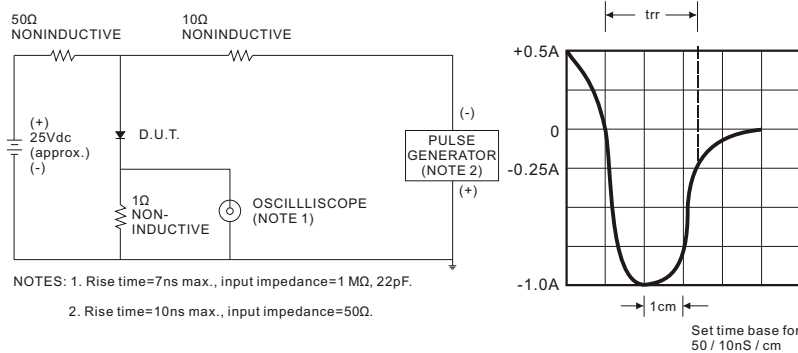 50Ω
NONINDUCTIVE
10Ω
NONINDUCTIVE
(+)
25Vdc
(approx.)
(-)
D.U.T.
1Ω
NON-
INDUCTIVE
OSCILLLISCOPE
(NOTE 1)
(-)
PULSE
GENERATOR
(NOTE 2)
(+)
NOTES: 1. Rise time=7ns max., input impedance=1 MΩ, 22pF.
2. Rise time=10ns max., input impedance=50Ω.
trr
+0.5A
0
-0.25A
-1.0A
1cm
Set time base for
50 / 10nS / cm